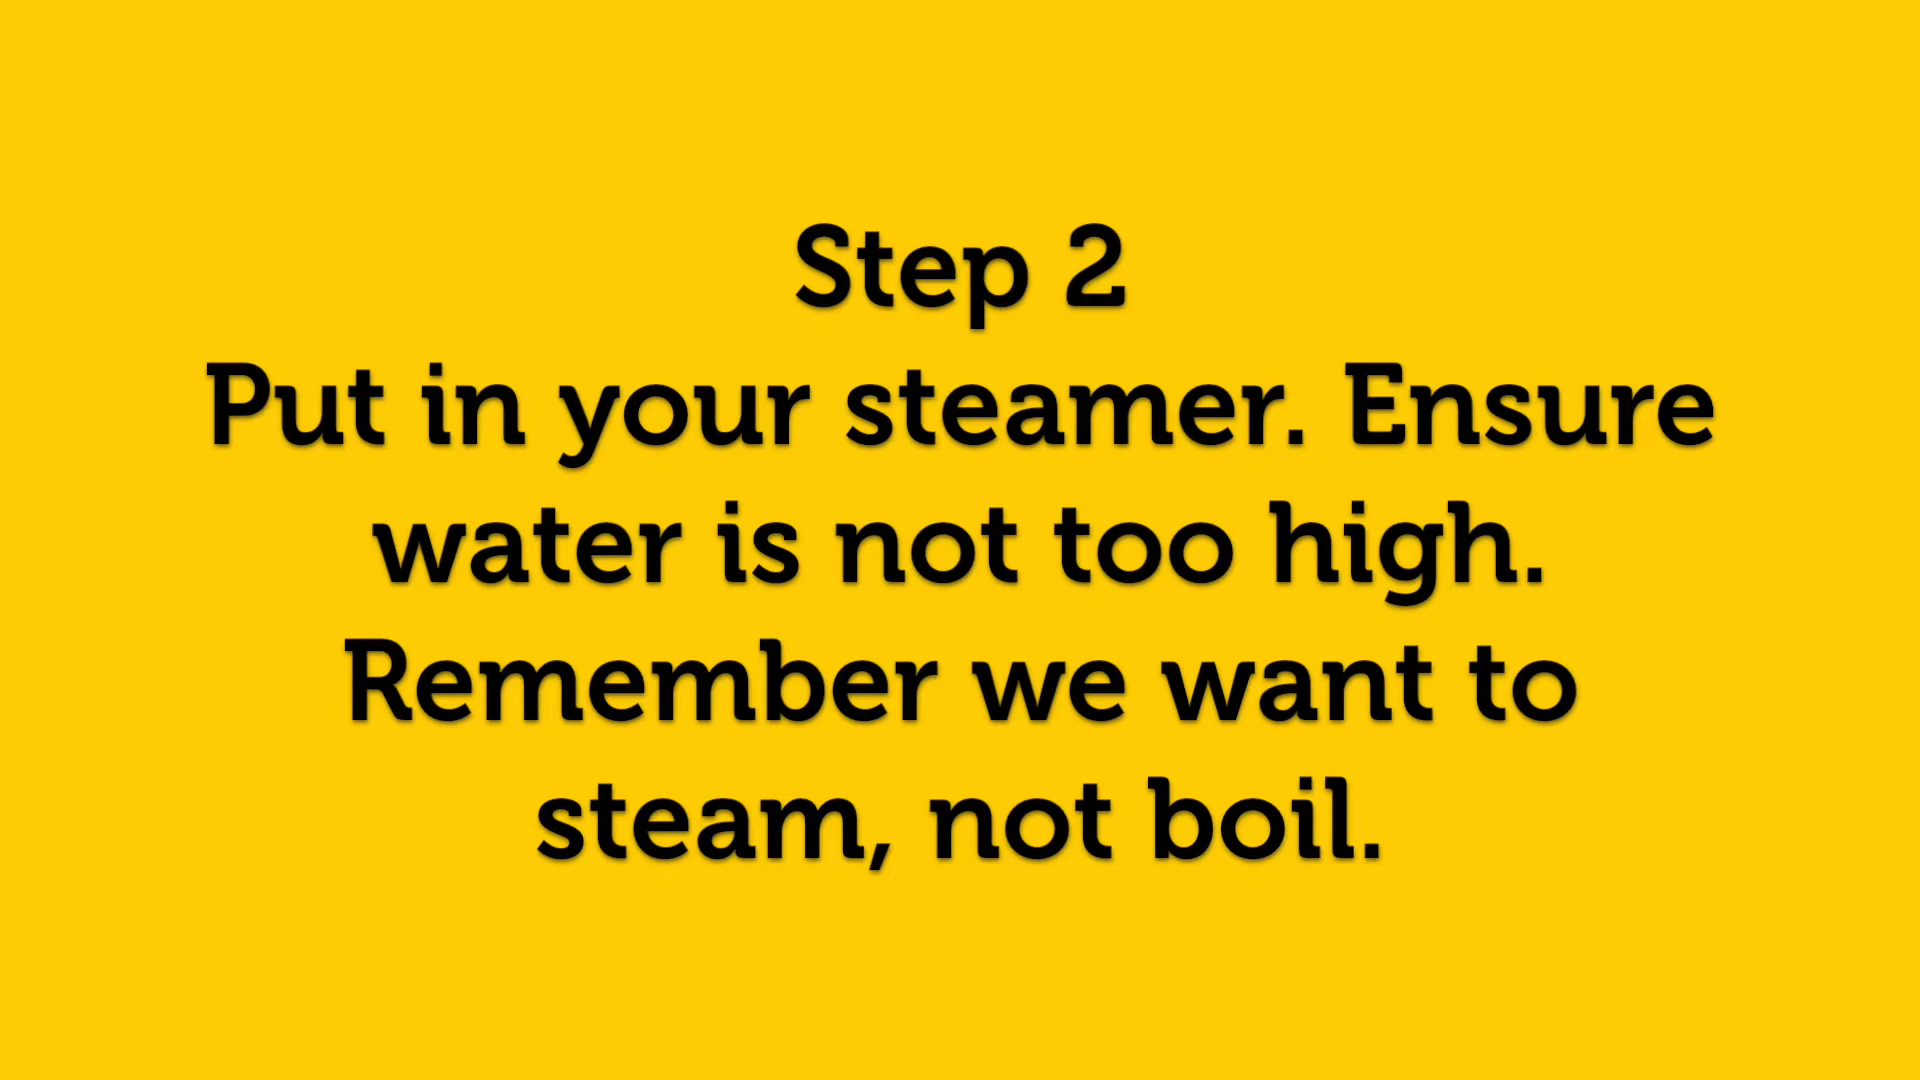 Step 2
Put in your steamer. Ensure
water is not too high.
Remember we want to
steam, not boil.